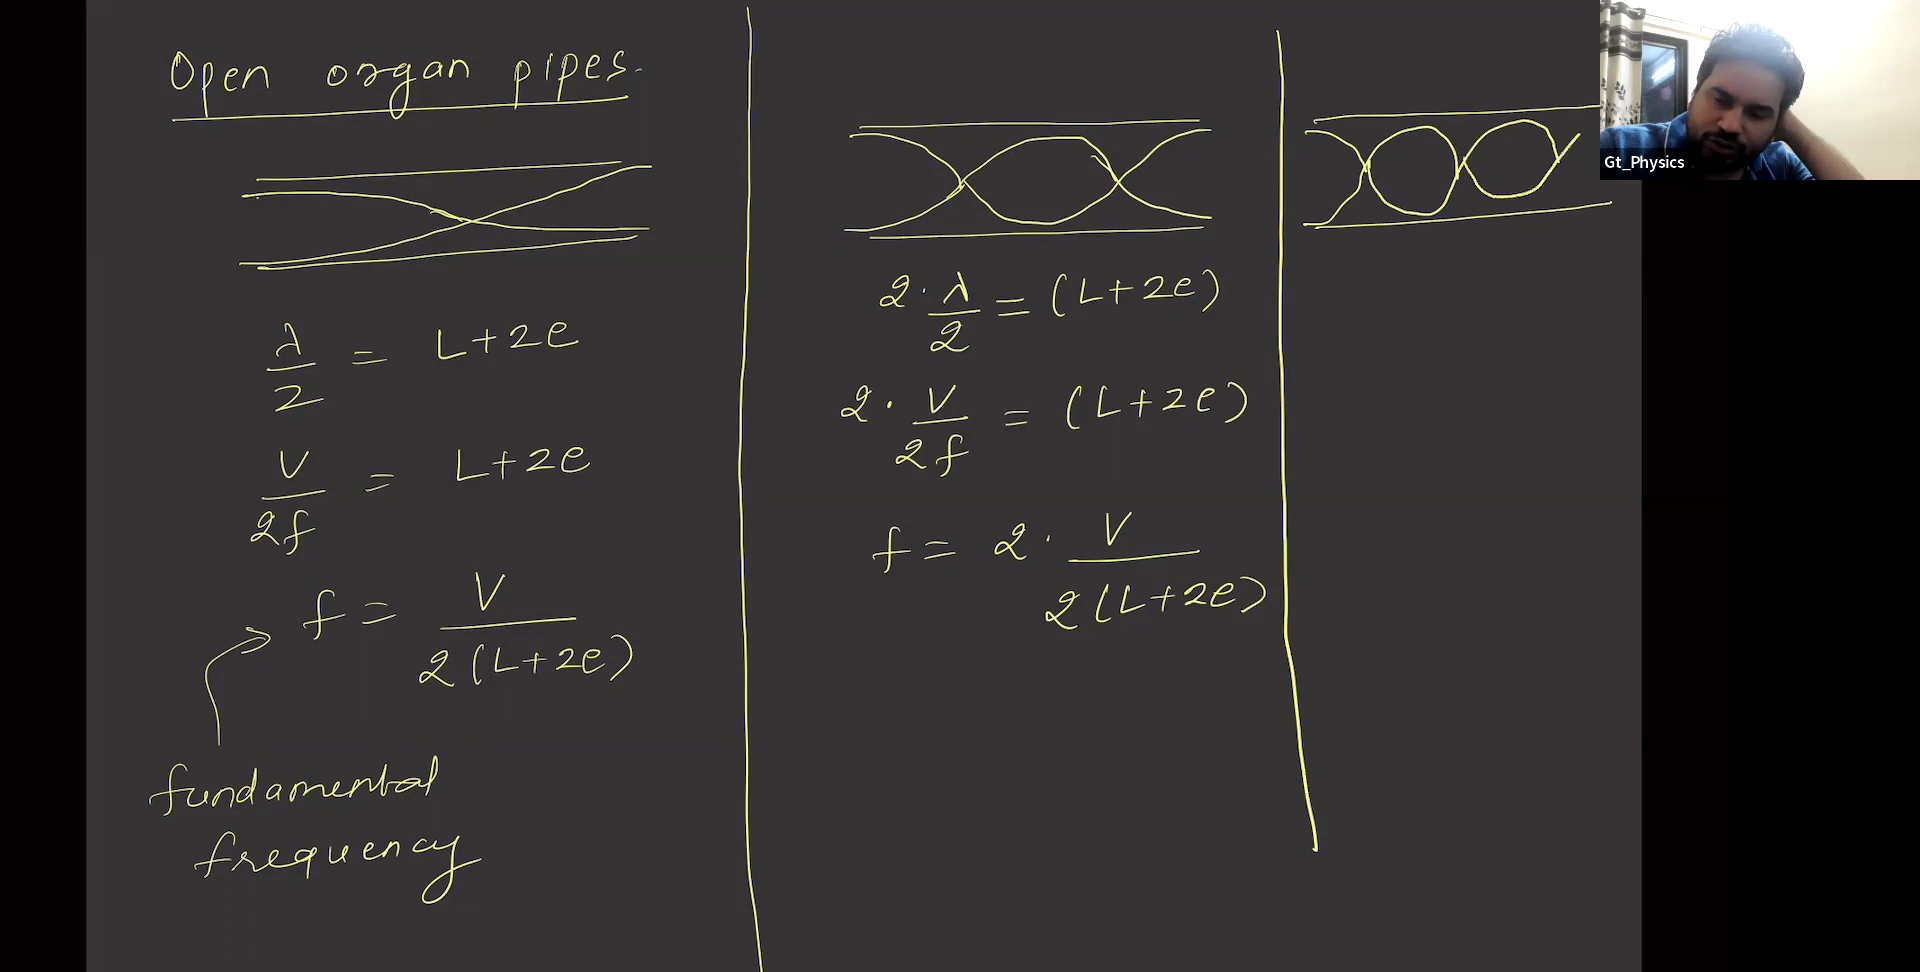 Open organ pipes.
λ/2 = L+2e
V/2f = L+2e
f = V/2(L+2e)
fundamental
frequency
2·λ/2 = (L+2e)
2·V/2f = (L+2e)
f = 2·V/2(L+2e)
Gt_Physics